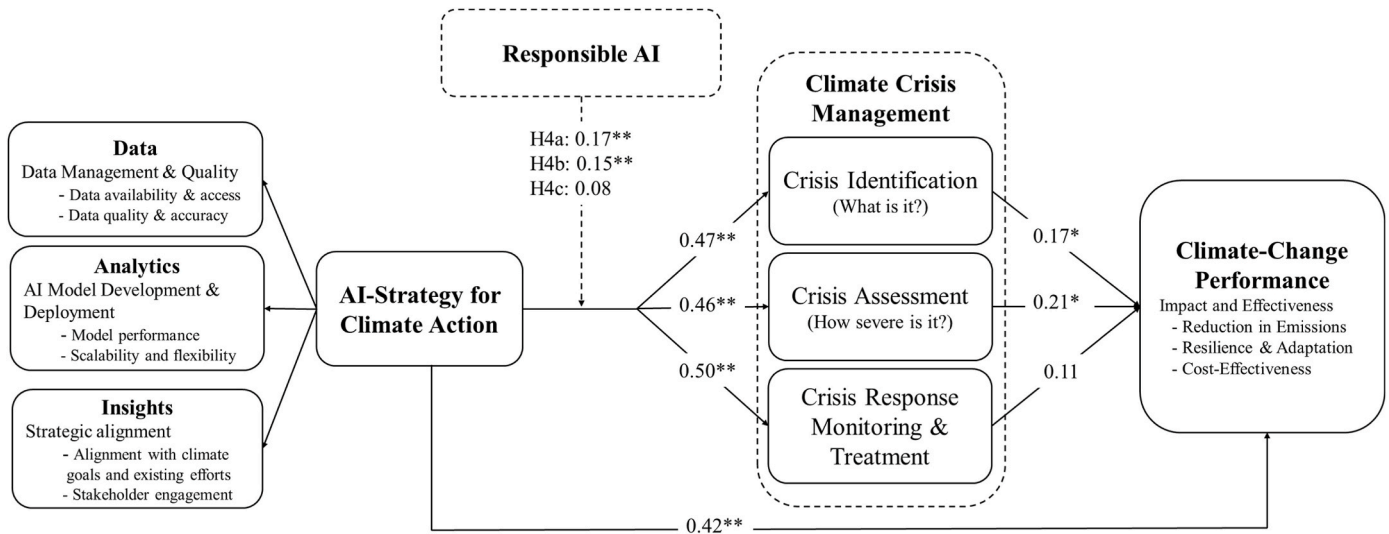 Responsible AI
H4a: 0.17**
H4b: 0.15**
H4c: 0.08
Data
Data Management & Quality
- Data availability & access
- Data quality & accuracy
Analytics
AI Model Development &
Deployment
- Model performance
- Scalability and flexibility
Insights
Strategic alignment
- Alignment with climate
goals and existing efforts
- Stakeholder engagement
AI-Strategy for
Climate Action
0.47**
0.46**
0.50**
Climate Crisis
Management
Crisis Identification
(What is it?)
Crisis Assessment
(How severe is it?)
Crisis Response
Monitoring &
Treatment
0.17*
0.21*
0.11
Climate-Change
Performance
Impact and Effectiveness
- Reduction in Emissions
- Resilience & Adaptation
- Cost-Effectiveness
0.42**